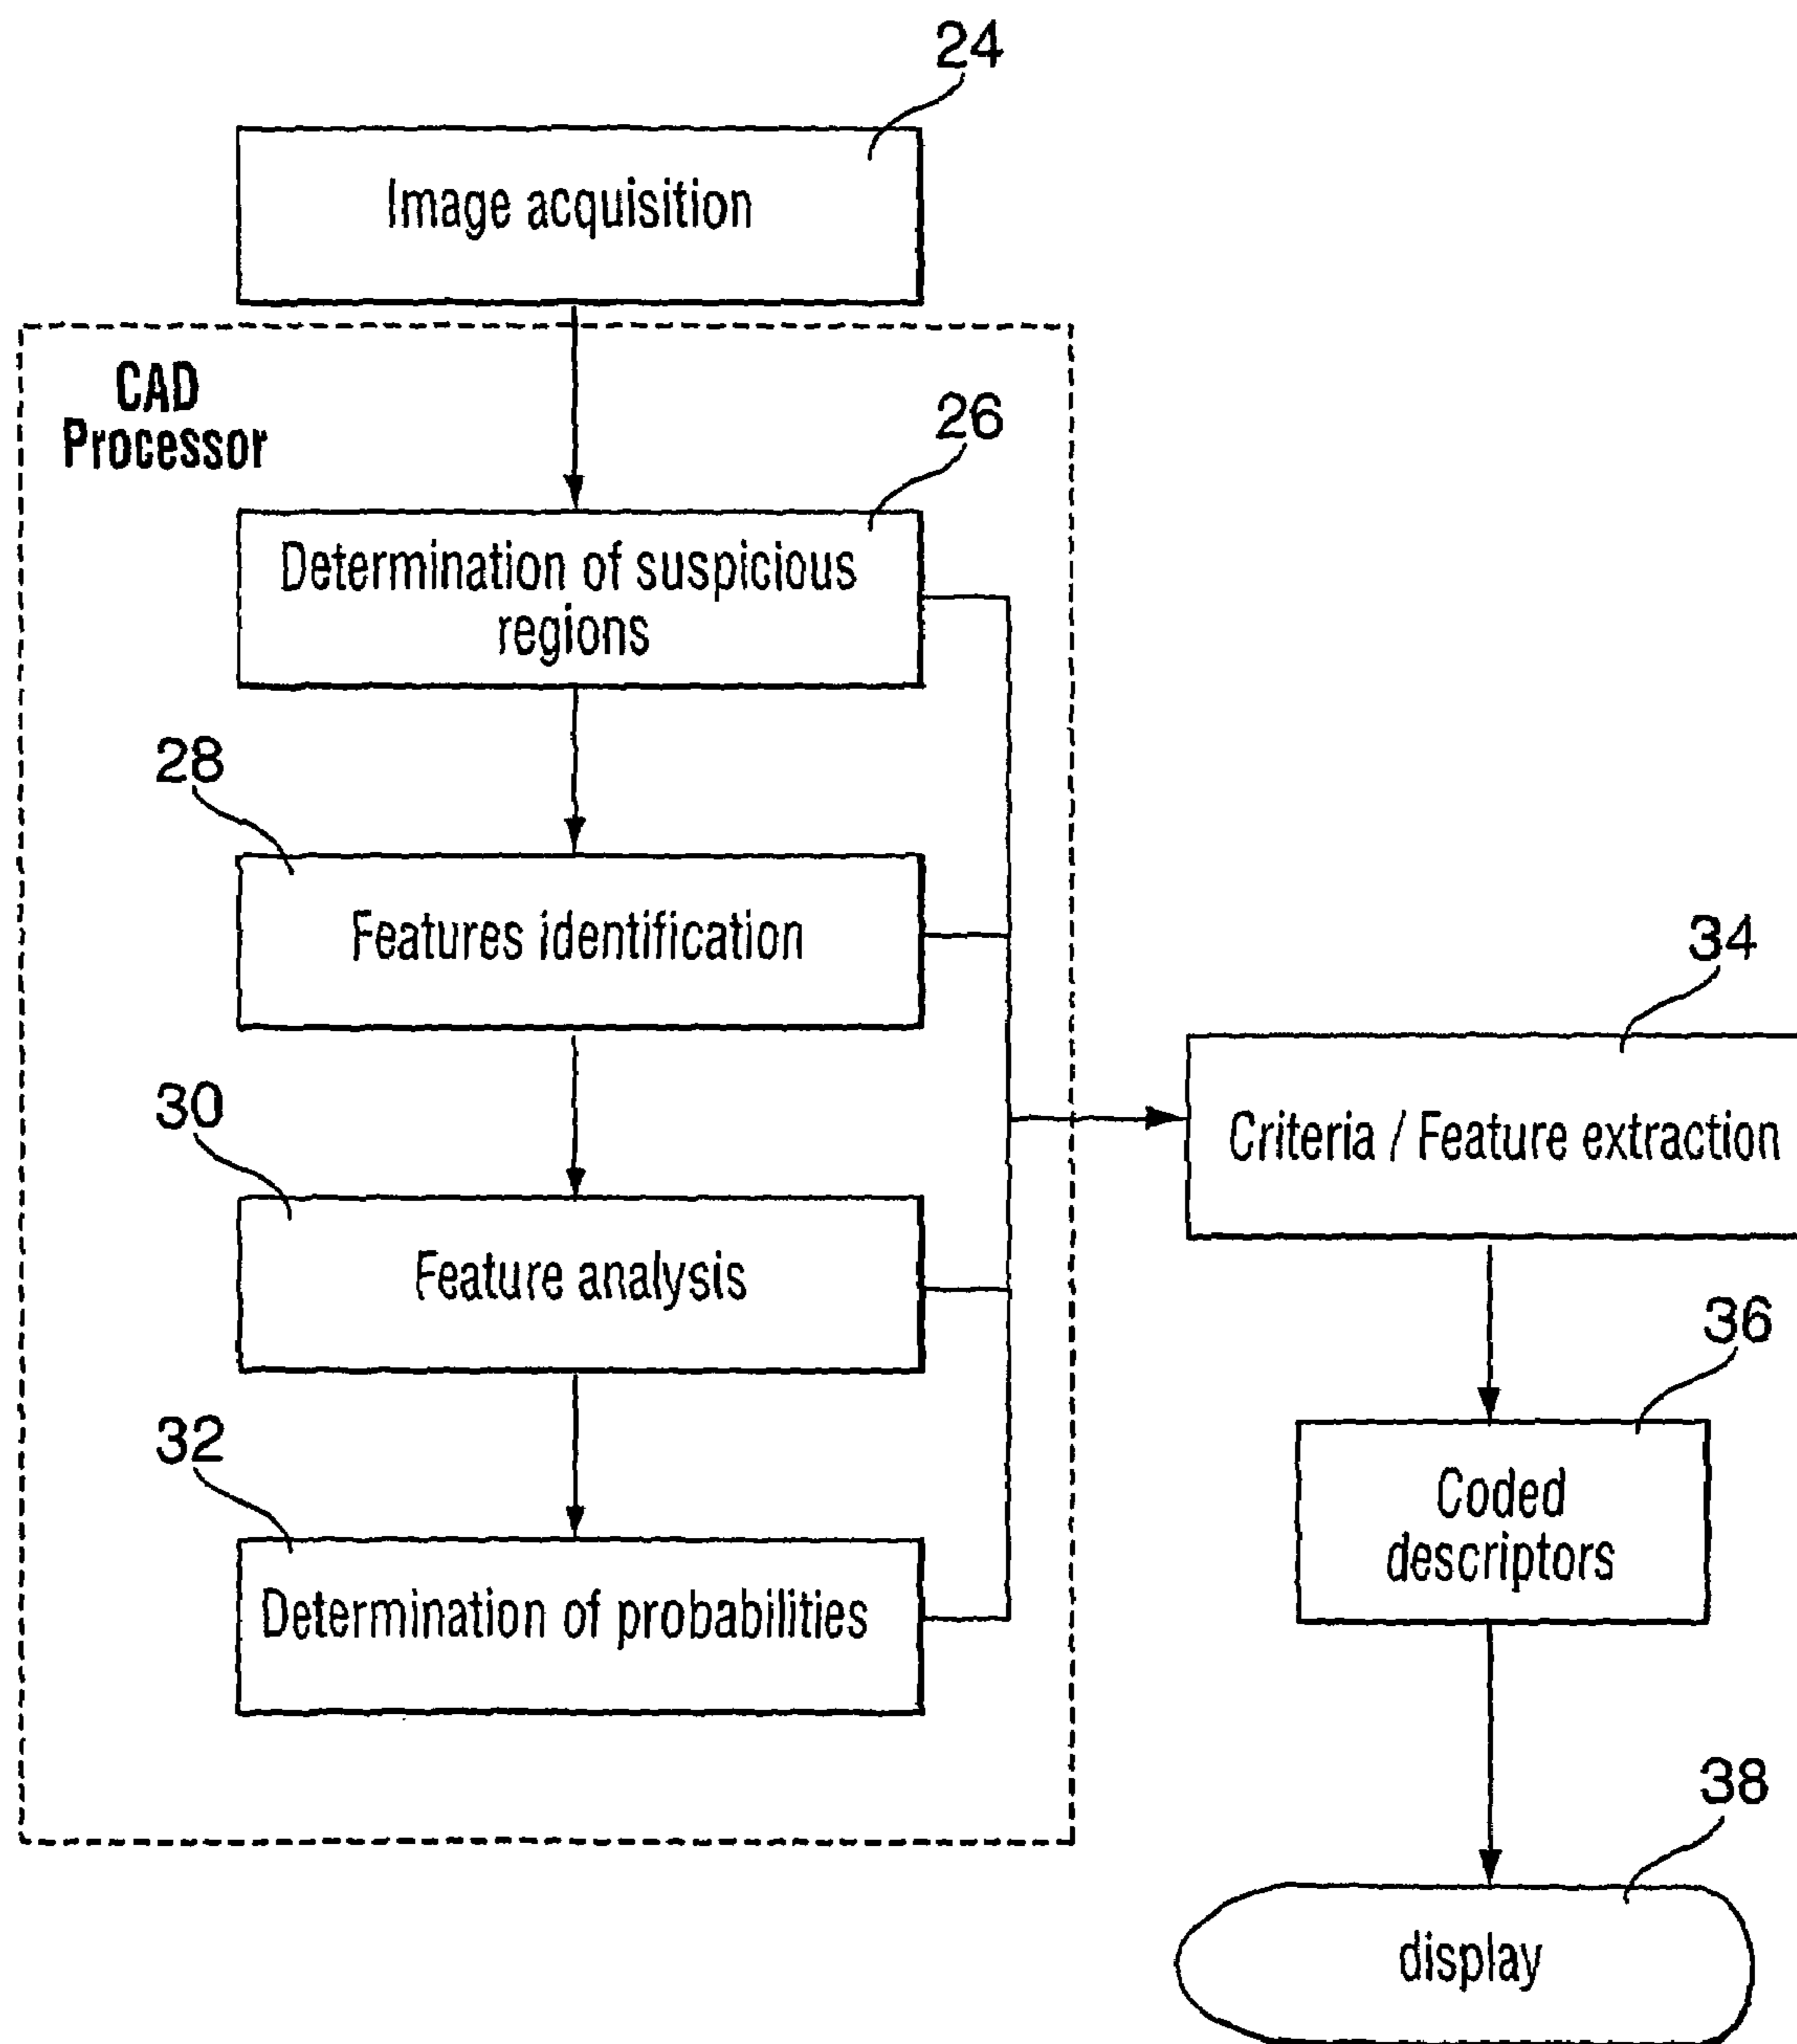 24
Image acquisition
CAD
Processor
26
Determination of suspicious
regions
28
Features identification
34
Criteria / Feature extraction
30
Feature analysis
36
Coded
descriptors
32
Determination of probabilities
38
display